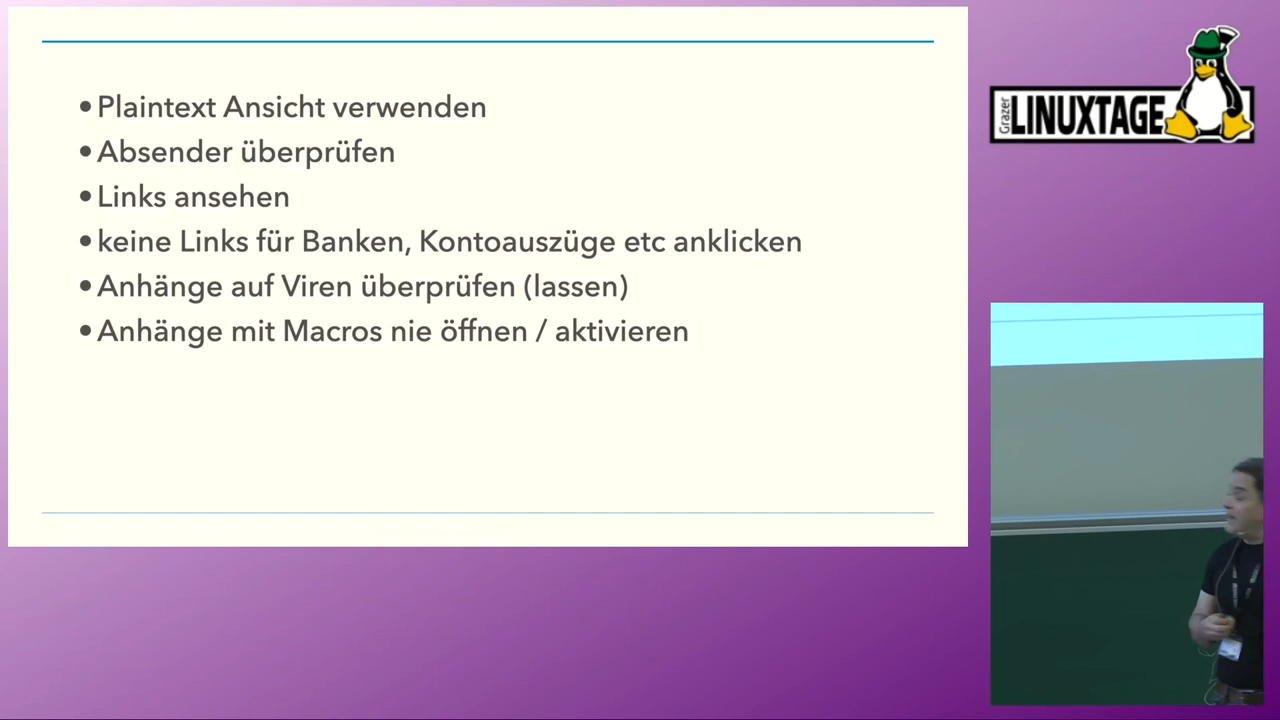 • Plaintext Ansicht verwenden
• Absender überprüfen
• Links ansehen
• keine Links für Banken, Kontoauszüge etc anklicken
• Anhänge auf Viren überprüfen (lassen)
• Anhänge mit Macros nie öffnen / aktivieren
Grazer LINUXTAGE